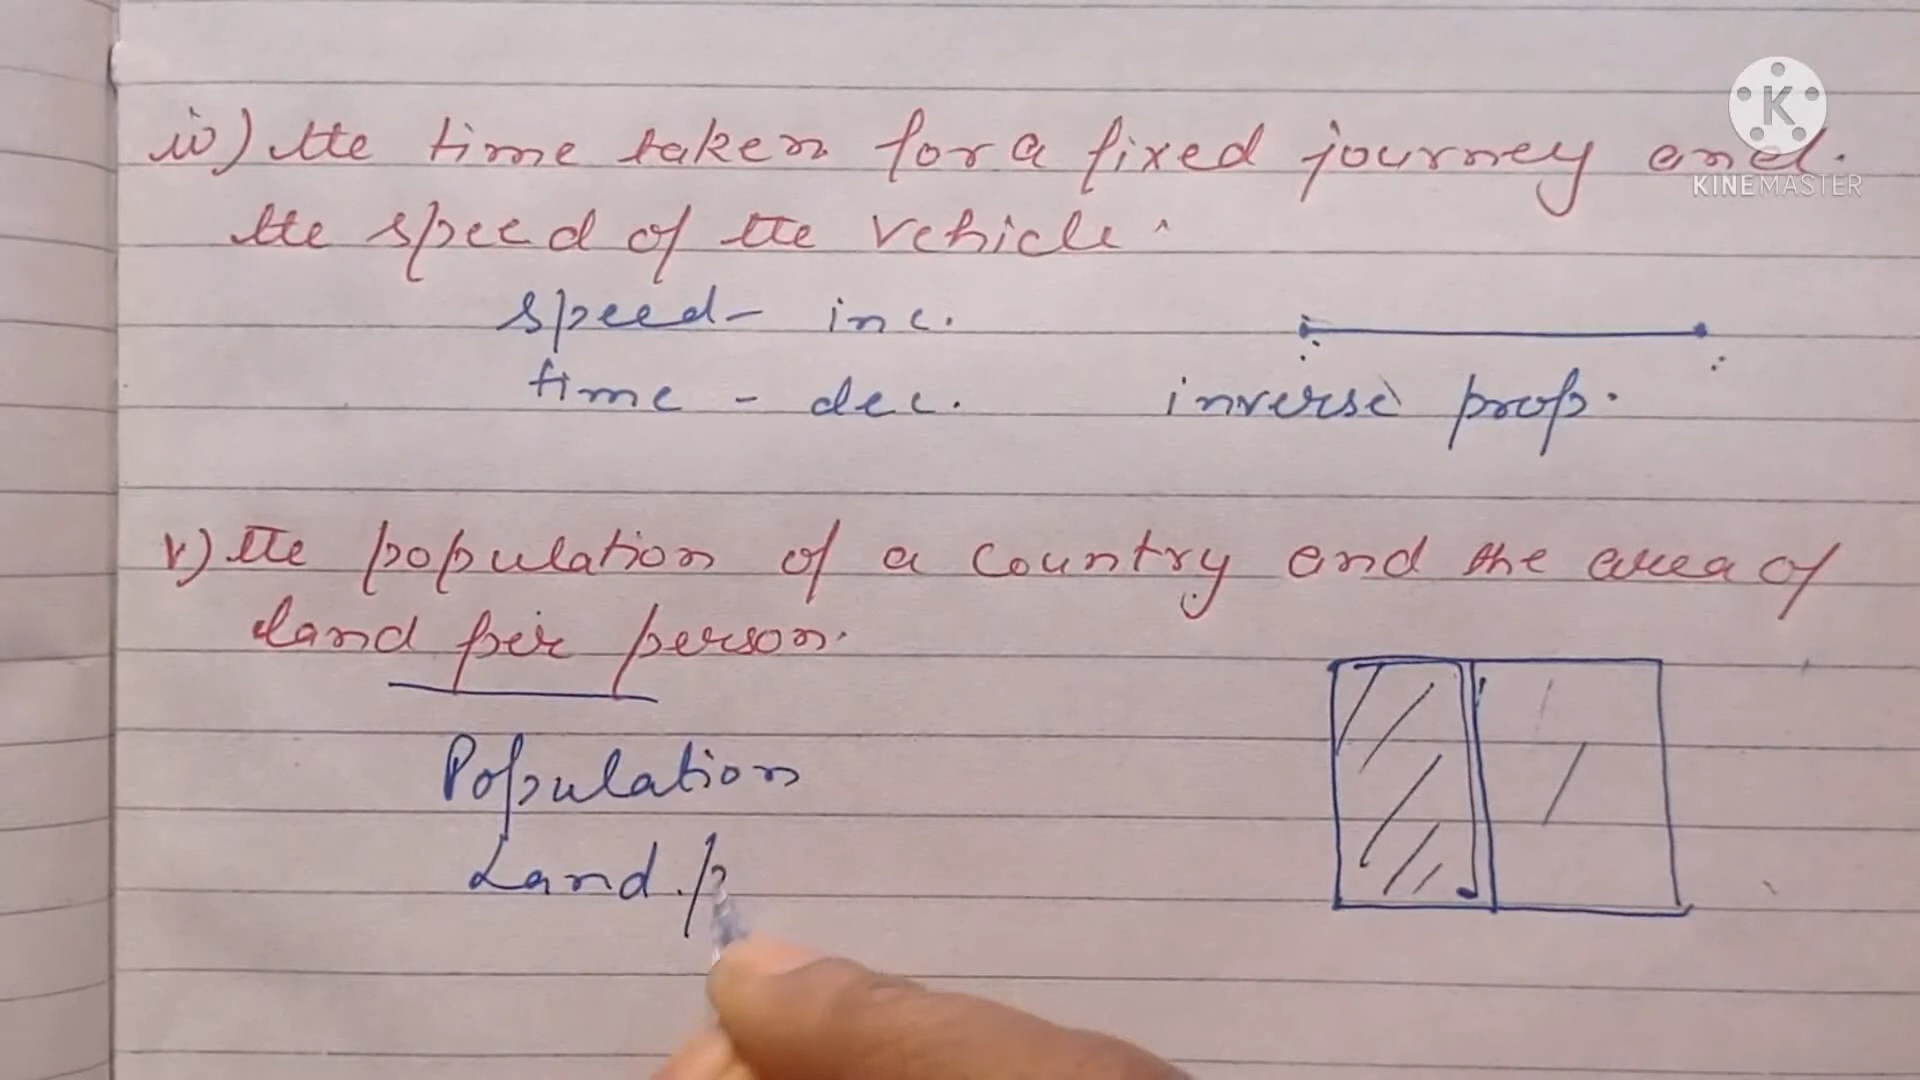 iv) the time taken for a fixed journey and
the speed of the vehicle.
speed - inc.
time - dec. inverse prop.
v) the population of a country and the area of
land per person.
Population
Land. p
K
KINEMASTER